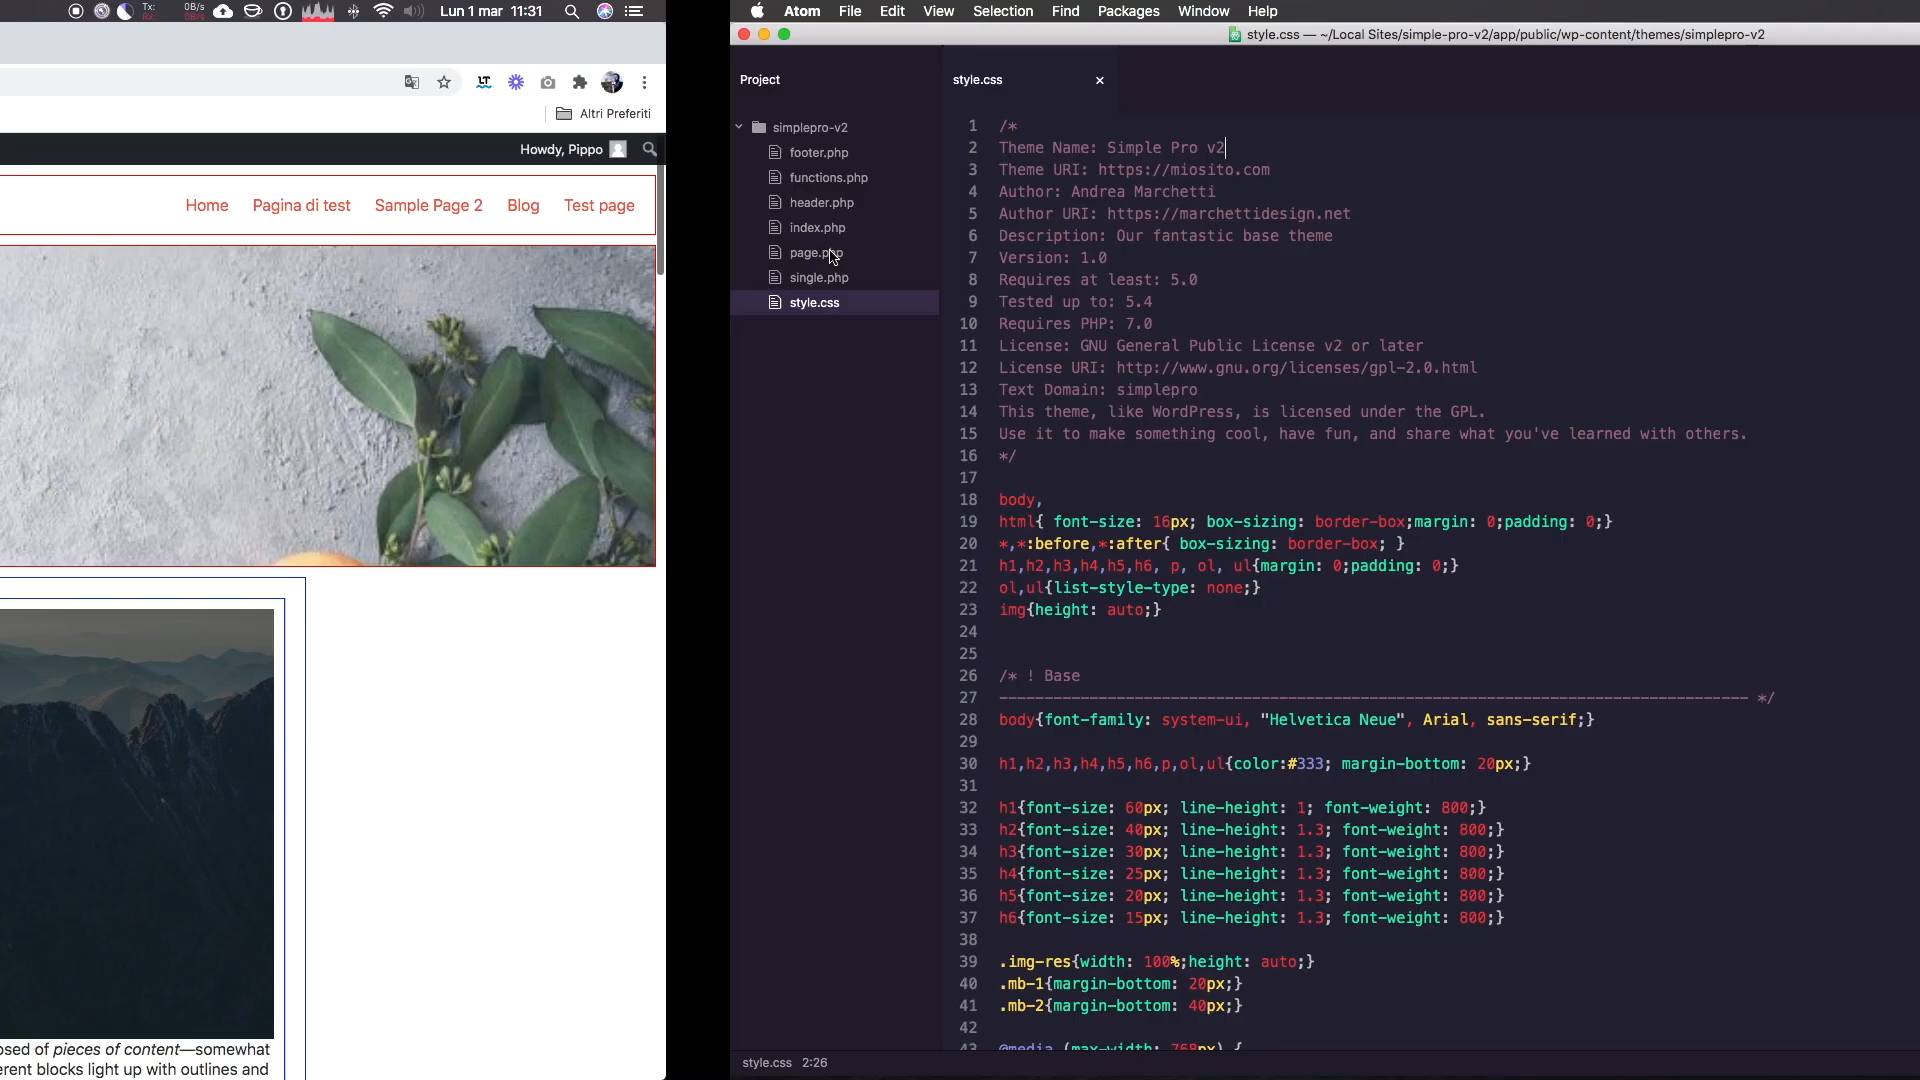 Tx: 0B/s
Rx: 0B/s
Lun 1 mar 11:31
Altri Preferiti
Howdy, Pippo
Home Pagina di test Sample Page 2 Blog Test page
osed of pieces of content—somewhat
erent blocks light up with outlines and
Atom File Edit View Selection Find Packages Window Help
style.css — ~/Local Sites/simple-pro-v2/app/public/wp-content/themes/simplepro-v2
Project
simplepro-v2
footer.php
functions.php
header.php
index.php
page.php
single.php
style.css
style.css
1 /*
2 Theme Name: Simple Pro v2
3 Theme URI: https://miosito.com
4 Author: Andrea Marchetti
5 Author URI: https://marchettidesign.net
6 Description: Our fantastic base theme
7 Version: 1.0
8 Requires at least: 5.0
9 Tested up to: 5.4
10 Requires PHP: 7.0
11 License: GNU General Public License v2 or later
12 License URI: http://www.gnu.org/licenses/gpl-2.0.html
13 Text Domain: simplepro
14 This theme, like WordPress, is licensed under the GPL.
15 Use it to make something cool, have fun, and share what you've learned with others.
16 */
17
18 body,
19 html{ font-size: 16px; box-sizing: border-box;margin: 0;padding: 0;}
20 *,*:before,*:after{ box-sizing: border-box; }
21 h1,h2,h3,h4,h5,h6, p, ol, ul{margin: 0;padding: 0;}
22 ol,ul{list-style-type: none;}
23 img{height: auto;}
24
25
26 /* ! Base
27 ----------------------------------------------------------------------------------- */
28 body{font-family: system-ui, "Helvetica Neue", Arial, sans-serif;}
29
30 h1,h2,h3,h4,h5,h6,p,ol,ul{color:#333; margin-bottom: 20px;}
31
32 h1{font-size: 60px; line-height: 1; font-weight: 800;}
33 h2{font-size: 40px; line-height: 1.3; font-weight: 800;}
34 h3{font-size: 30px; line-height: 1.3; font-weight: 800;}
35 h4{font-size: 25px; line-height: 1.3; font-weight: 800;}
36 h5{font-size: 20px; line-height: 1.3; font-weight: 800;}
37 h6{font-size: 15px; line-height: 1.3; font-weight: 800;}
38
39 .img-res{width: 100%;height: auto;}
40 .mb-1{margin-bottom: 20px;}
41 .mb-2{margin-bottom: 40px;}
42
43 @media (max-width: 768px) {
style.css 2:26